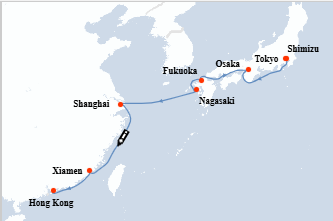 Shimizu
Tokyo
Osaka
Fukuoka
Nagasaki
Shanghai
Xiamen
Hong Kong